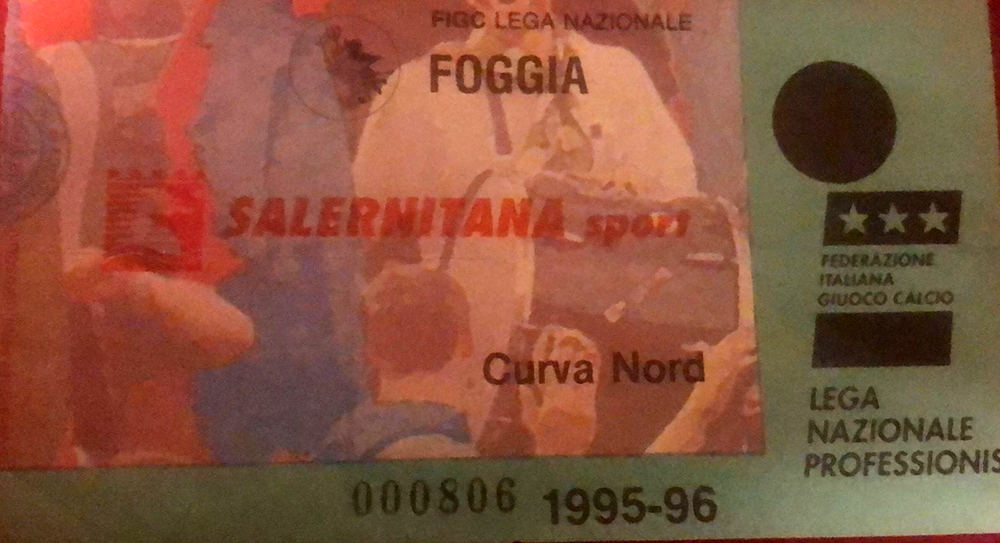 FIGC LEGA NAZIONALE
FOGGIA
SALERNITANA sport
Curva Nord
000806 1995-96
FEDERAZIONE
ITALIANA
GIUOCO CALCIO
LEGA
NAZIONALE
PROFESSIONIS